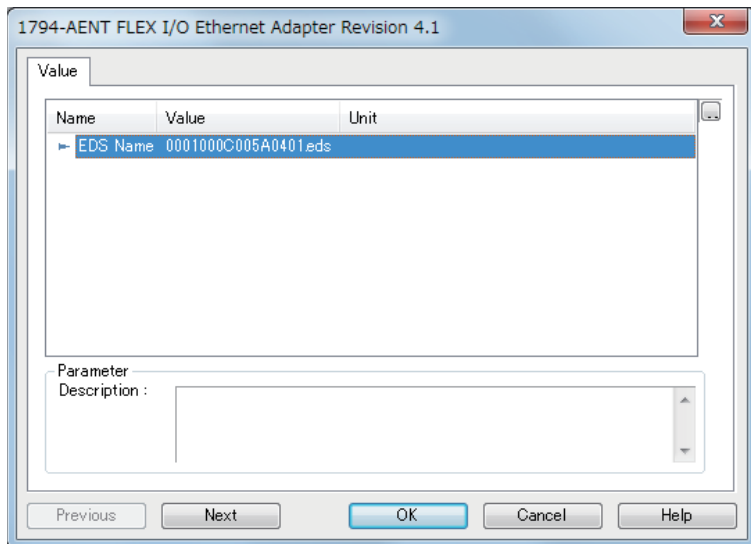 1794-AENT FLEX I/O Ethernet Adapter Revision 4.1
Value
Name Value Unit
EDS Name 0001000C005A0401.eds
Parameter
Description :
Previous Next OK Cancel Help